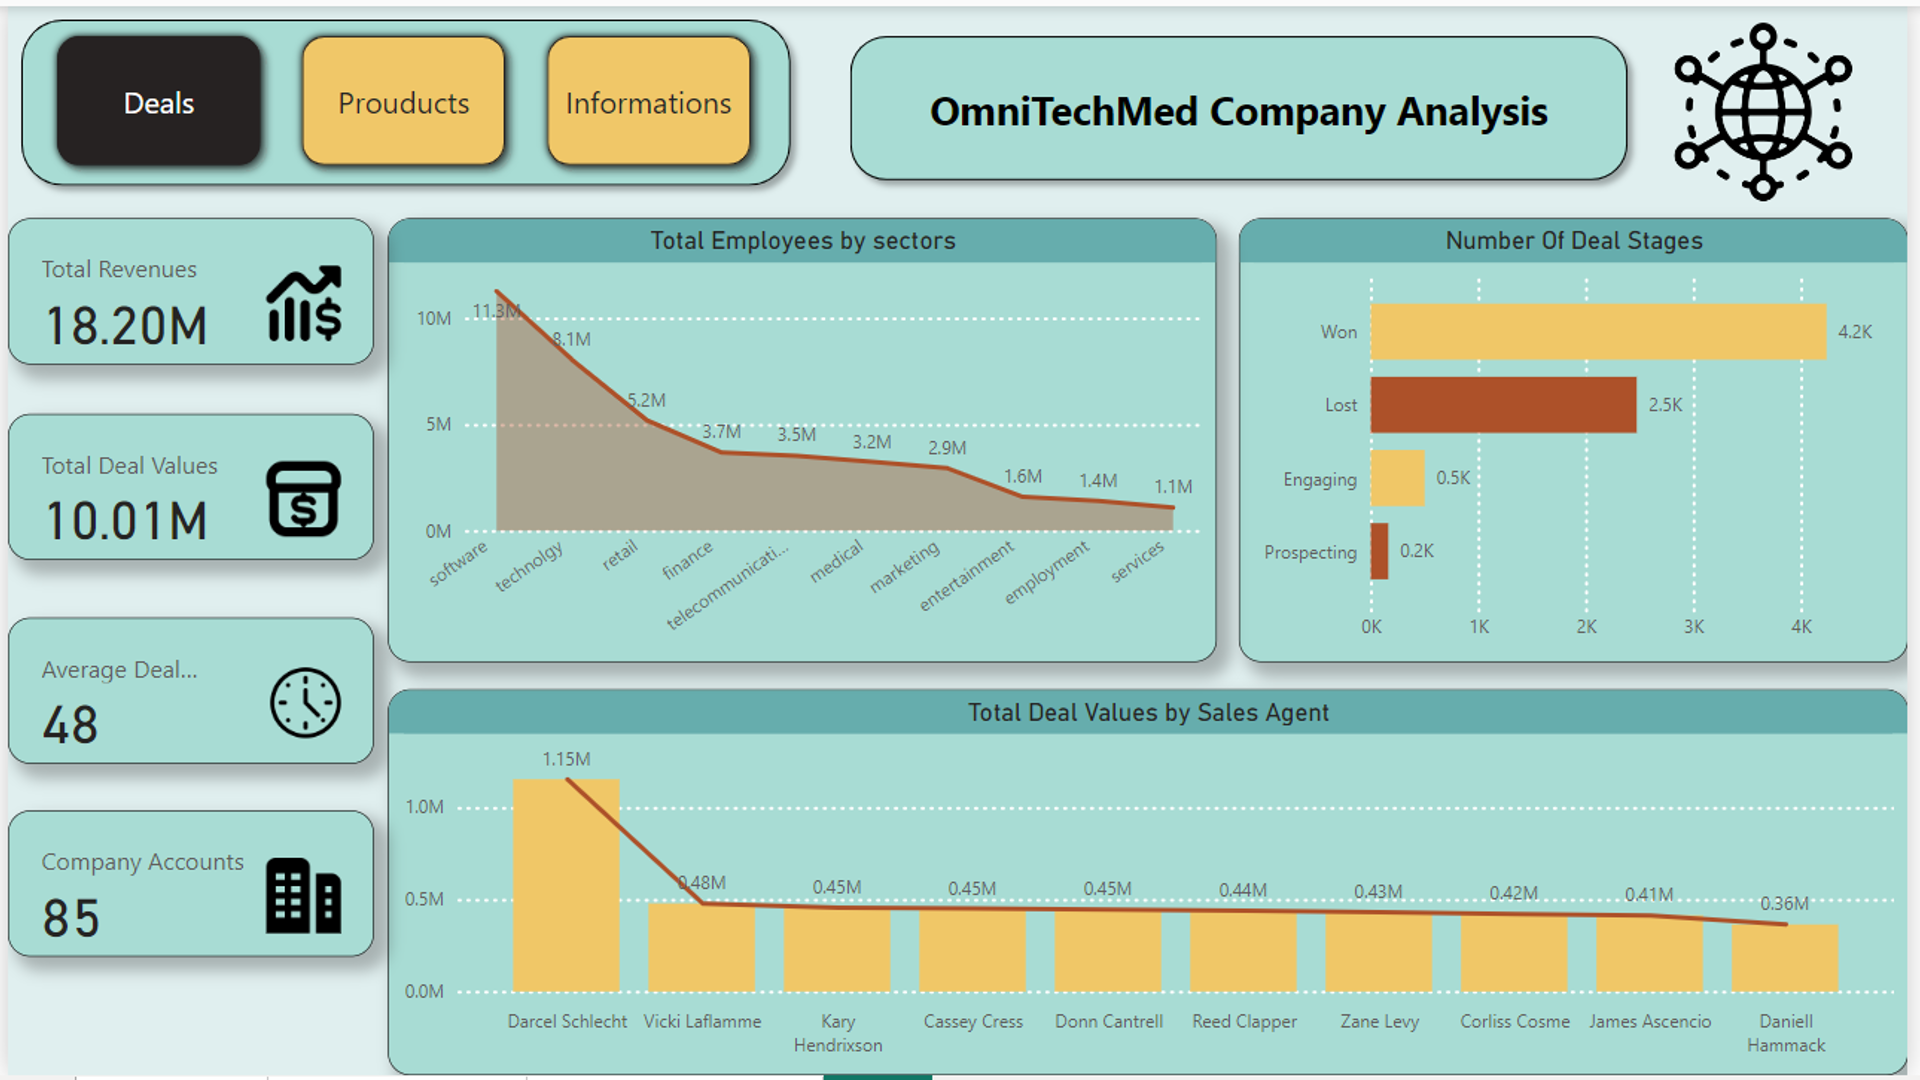 Deals
Prouducts
Informations
OmniTechMed Company Analysis
Total Revenues
18.20M
Total Deal Values
10.01M
Average Deal...
48
Company Accounts
85
Total Employees by sectors
10M
5M
0M
11.3M
8.1M
5.2M
3.7M
3.5M
3.2M
2.9M
1.6M
1.4M
1.1M
software
technolgy
retail
finance
telecommunicati...
medical
marketing
entertainment
employment
services
Number Of Deal Stages
Won
4.2K
Lost
2.5K
Engaging
0.5K
Prospecting
0.2K
0K
1K
2K
3K
4K
Total Deal Values by Sales Agent
1.0M
0.5M
0.0M
1.15M
0.48M
0.45M
0.45M
0.45M
0.44M
0.43M
0.42M
0.41M
0.36M
Darcel Schlecht
Vicki Laflamme
Kary
Hendrixson
Cassey Cress
Donn Cantrell
Reed Clapper
Zane Levy
Corliss Cosme
James Ascencio
Daniell
Hammack